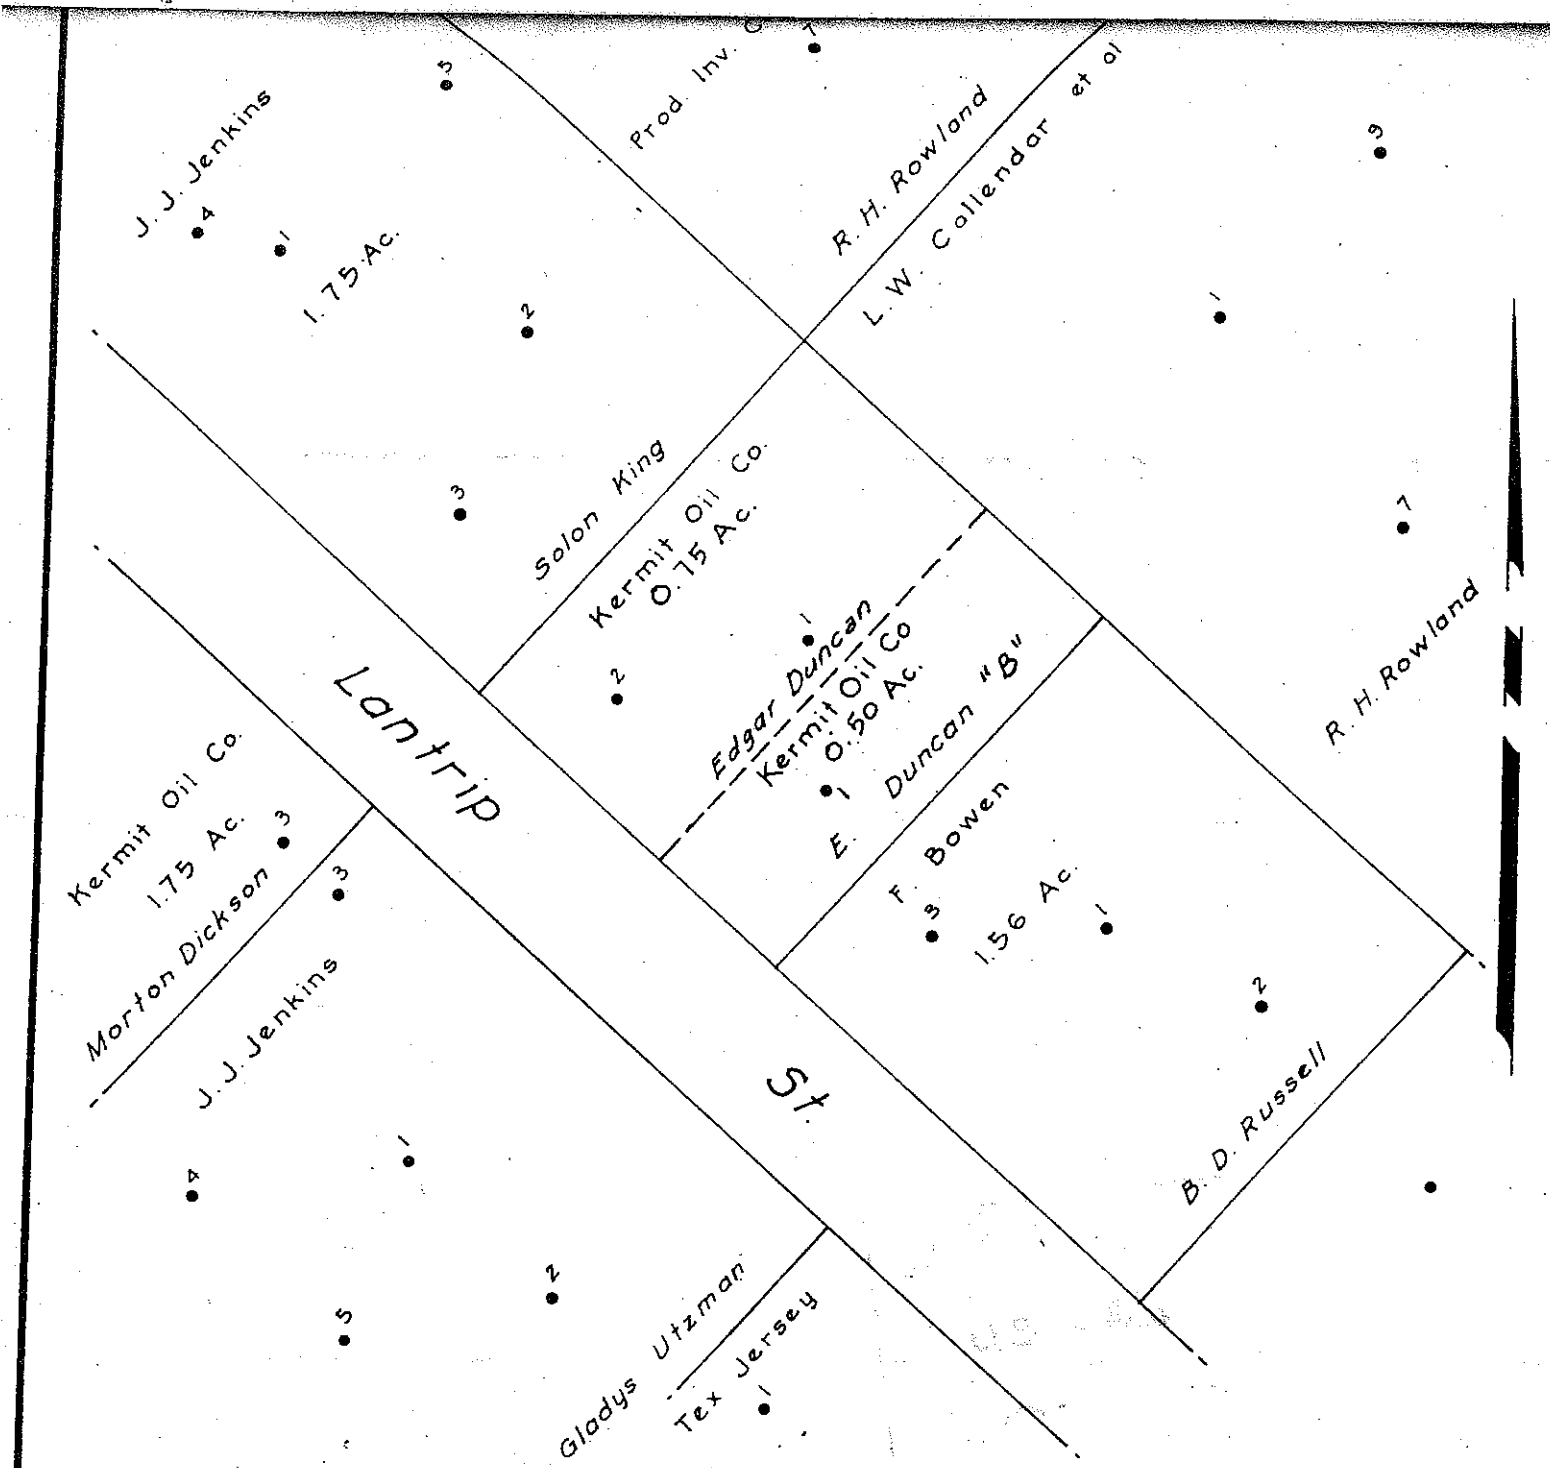 J. J. Jenkins
5
4
1
1.75 Ac.
2
3
Solon King
Prod. Inv.
7
R. H. Rowland
L. W. Callendar et al
9
1
7
R. H. Rowland
Kermit Oil Co.
0.75 Ac.
1
2
Edgar Duncan
Kermit Oil Co
0.50 Ac.
1
E. Duncan "B"
F. Bowen
3
1.56 Ac.
1
2
B. D. Russell
Lantrip St.
Kermit Oil Co.
1.75 Ac.
3
Morton Dickson
3
J. J. Jenkins
4
1
5
2
Gladys Utzman
Tex Jersey
1
N